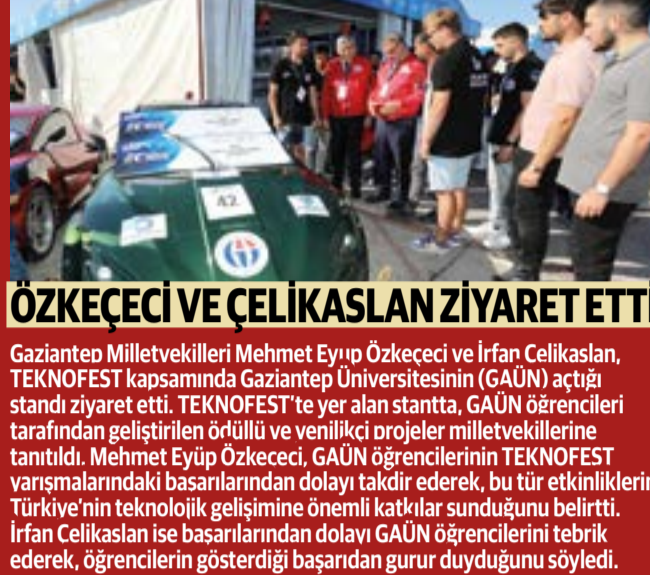 42
ÖZKEÇECİ VE ÇELİKASLAN ZİYARET ETTİ
Gaziantep Milletvekilleri Mehmet Eyüp Özkeçeci ve İrfan Çelikaslan,
TEKNOFEST kapsamında Gaziantep Üniversitesinin (GAÜN) açtığı
standı ziyaret etti. TEKNOFEST'te yer alan stantta, GAÜN öğrencileri
tarafından geliştirilen ödüllü ve yenilikçi projeler milletvekillerine
tanıtıldı. Mehmet Eyüp Özkeçeci, GAÜN öğrencilerinin TEKNOFEST
yarışmalarındaki başarılarından dolayı takdir ederek, bu tür etkinliklerin
Türkiye'nin teknolojik gelişimine önemli katkılar sunduğunu belirtti.
İrfan Çelikaslan ise başarılarından dolayı GAÜN öğrencilerini tebrik
ederek, öğrencilerin gösterdiği başarıdan gurur duyduğunu söyledi.